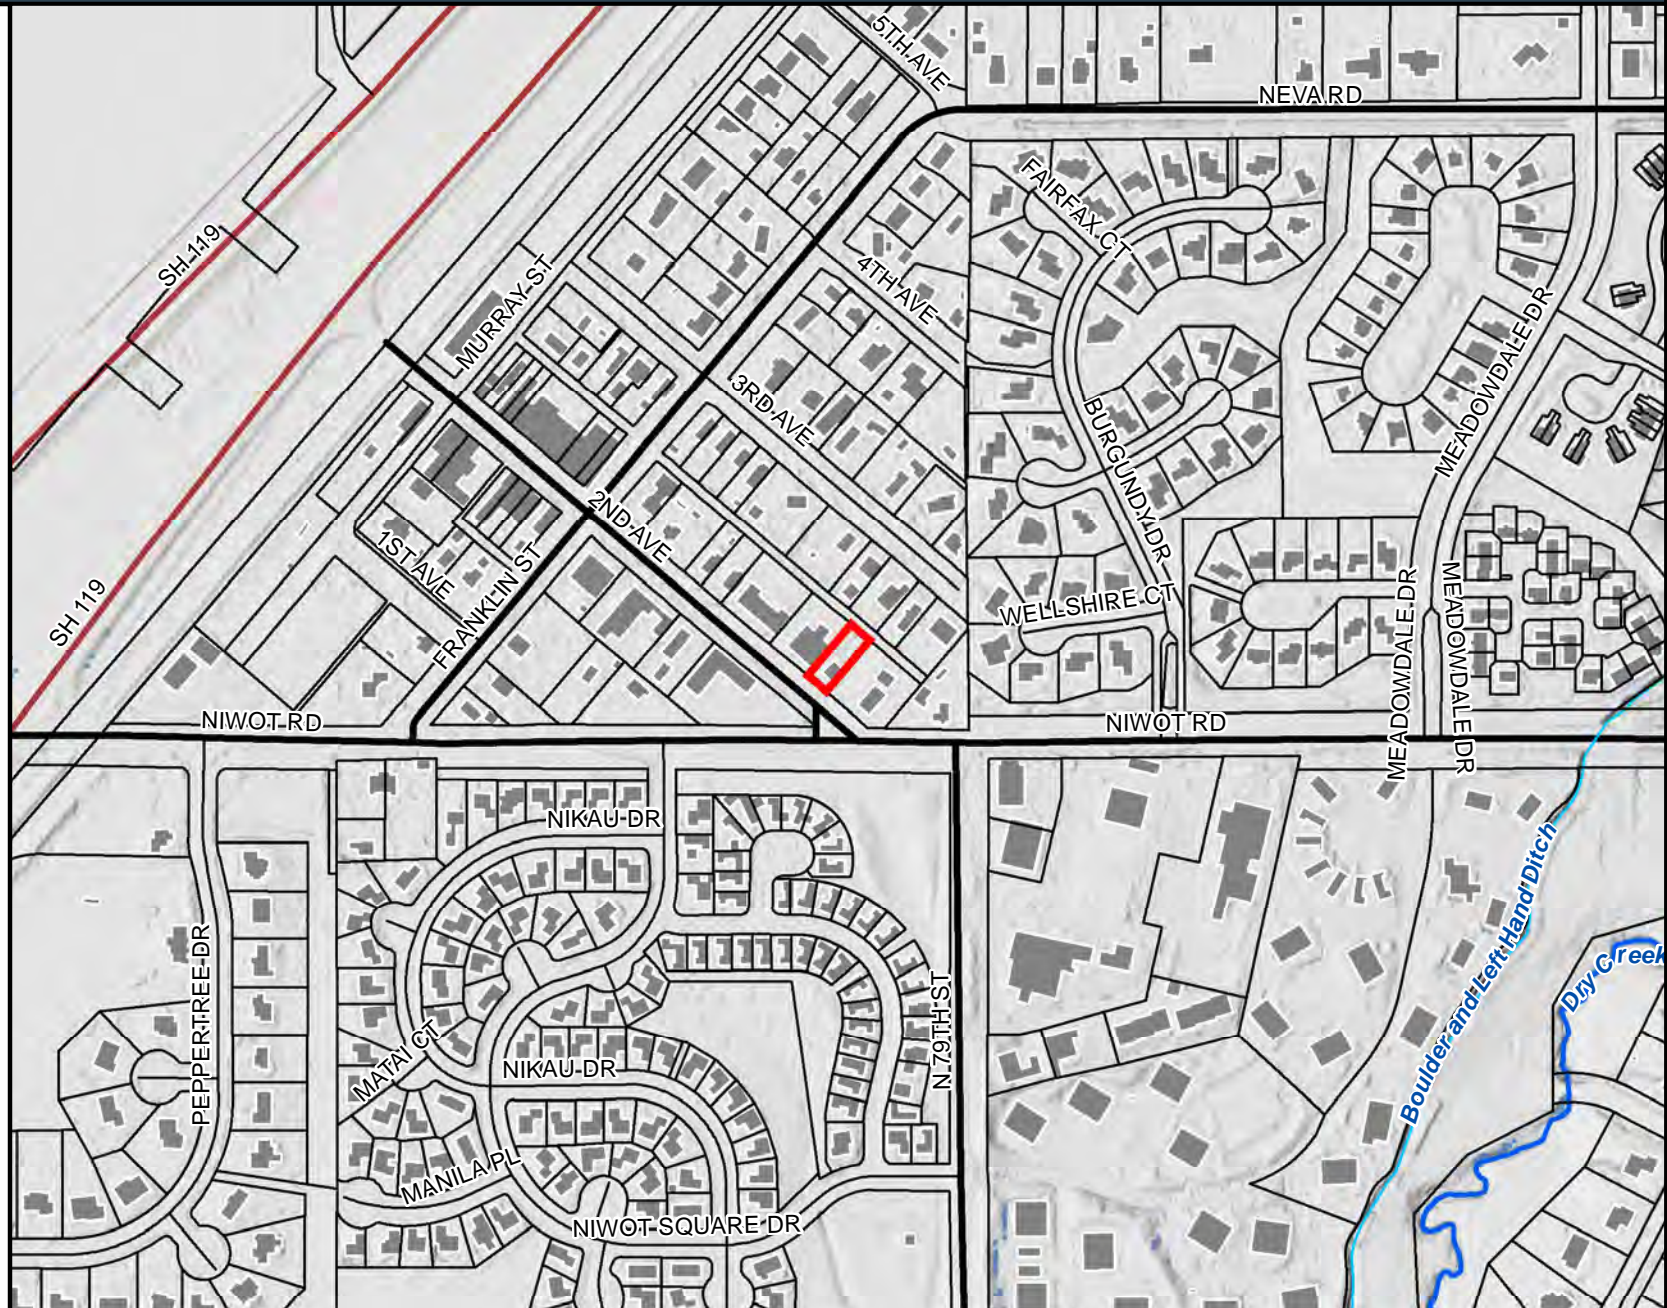 5TH AVE
NEVA RD
FAIRFAX CT
SH 119
4TH AVE
MURRAY ST
MEADOWDALE DR
3RD AVE
BURGUNDY DR
2ND AVE
1ST AVE
FRANKLIN ST
SH 119
WELLSHIRE CT
MEADOWDALE DR
MEADOWDALE DR
NIWOT RD
NIWOT RD
NIKAU DR
Boulder and Left Hand Ditch
Dry Creek
PEPPERTREE DR
N 79TH ST
MATAI CT
NIKAU DR
MANILA PL
NIWOT SQUARE DR